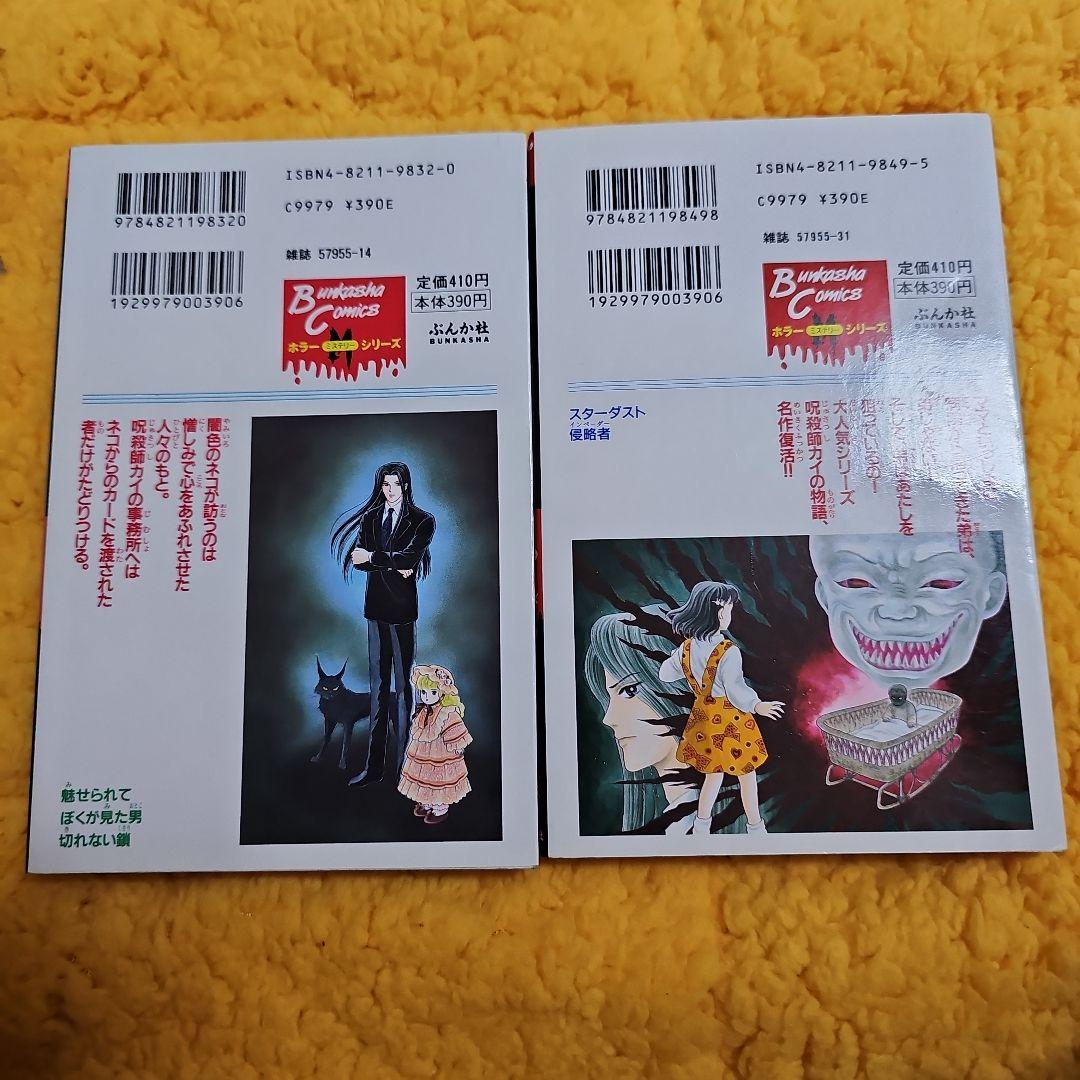 ISBN4-8211-9832-0
C9979 ¥390E
9784821198320
雑誌 57955-14
1929979003906
定価410円
本体390円
Bunkasha
Comics
ホラー ミステリー シリーズ
M
ぶんか社
BUNKASHA
闇色のネコが訪うのは
憎しみで心をあふれさせた
人々のもと。
呪殺師カイの事務所へは
ネコからのカードを渡された
者だけがたどりつける。
魅せられて
ぼくが見た男
切れない鎖
ISBN4-8211-9849-5
C9979 ¥390E
9784821198498
雑誌 57955-31
1929979003906
定価410円
本体390円
Bunkasha
Comics
ホラー ミステリー シリーズ
M
ぶんか社
BUNKASHA
きた弟は、
あたしを
狙っているの!
大人気シリーズ
呪殺師カイの物語、
名作復活!!
スターダスト
侵略者
インベーダー